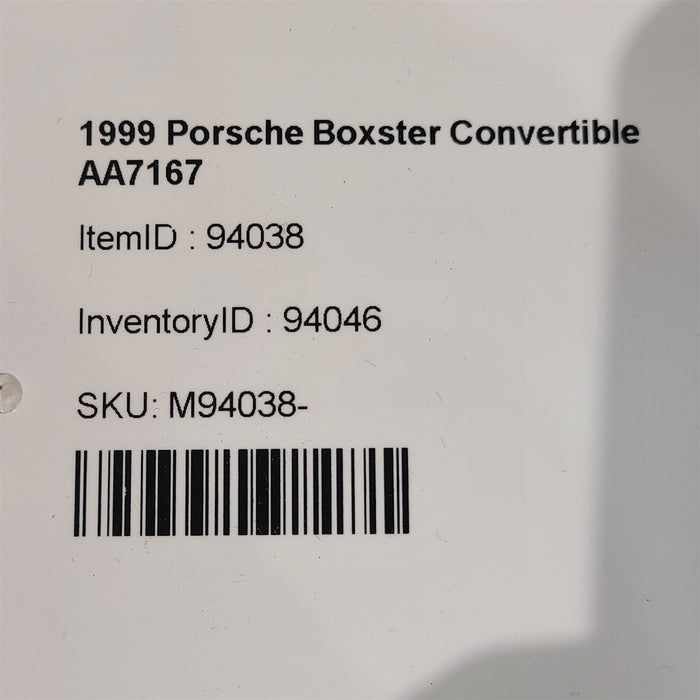 1999 Porsche Boxster Convertible
AA7167
ItemID : 94038
InventoryID : 94046
SKU: M94038-